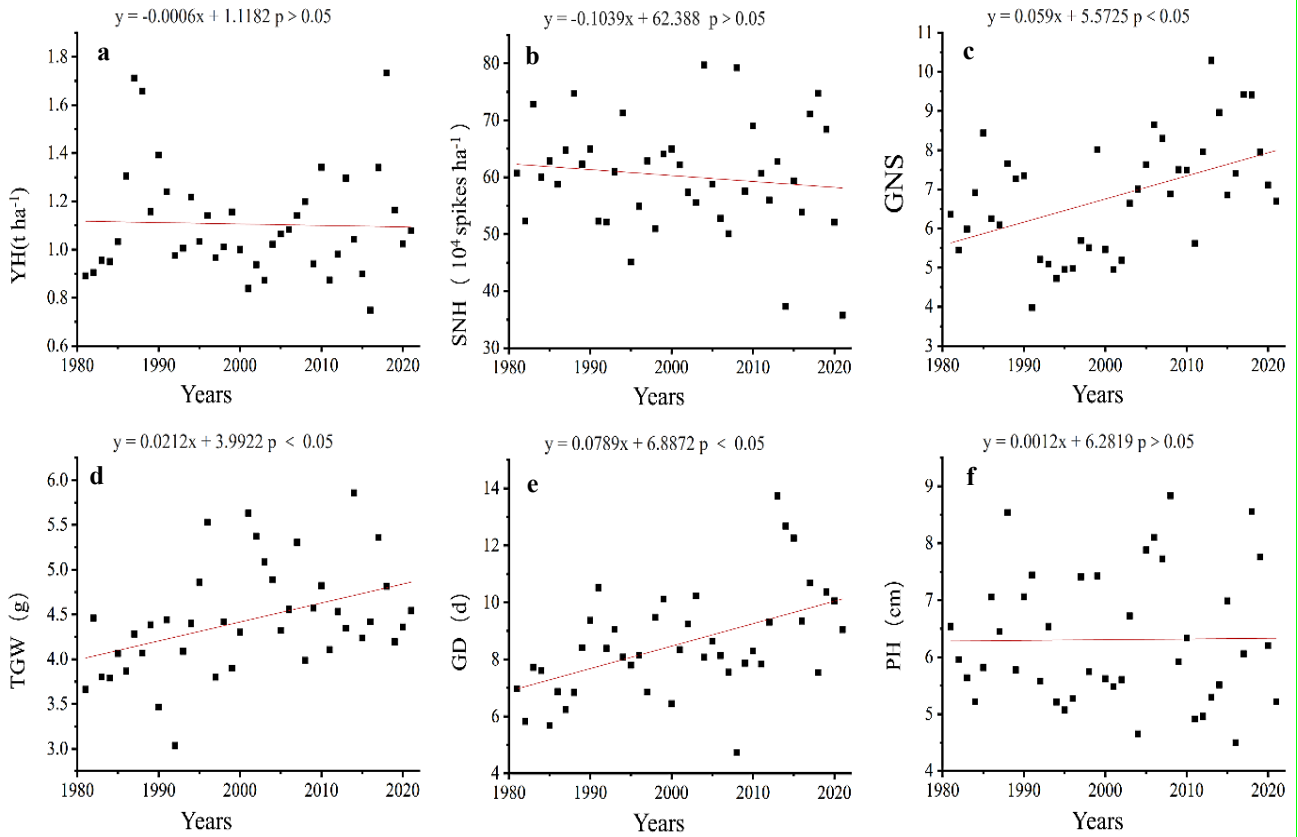 y = -0.0006x + 1.1182 p > 0.05
y = -0.1039x + 62.388 p > 0.05
y = 0.059x + 5.5725 p < 0.05
a
b
c
1.8
1.6
1.4
1.2
1.0
0.8
0.6
YH(t ha⁻¹)
1980 1990 2000 2010 2020
Years
80
70
60
50
40
30
SNH ( 10⁴ spikes ha⁻¹ )
1980 1990 2000 2010 2020
Years
11
10
9
8
7
6
5
4
3
GNS
1980 1990 2000 2010 2020
Years
y = 0.0212x + 3.9922 p < 0.05
y = 0.0789x + 6.8872 p < 0.05
y = 0.0012x + 6.2819 p > 0.05
d
e
f
6.0
5.5
5.0
4.5
4.0
3.5
3.0
TGW (g)
1980 1990 2000 2010 2020
Years
14
12
10
8
6
4
GD (d)
1980 1990 2000 2010 2020
Years
9
8
7
6
5
4
PH (cm)
1980 1990 2000 2010 2020
Years